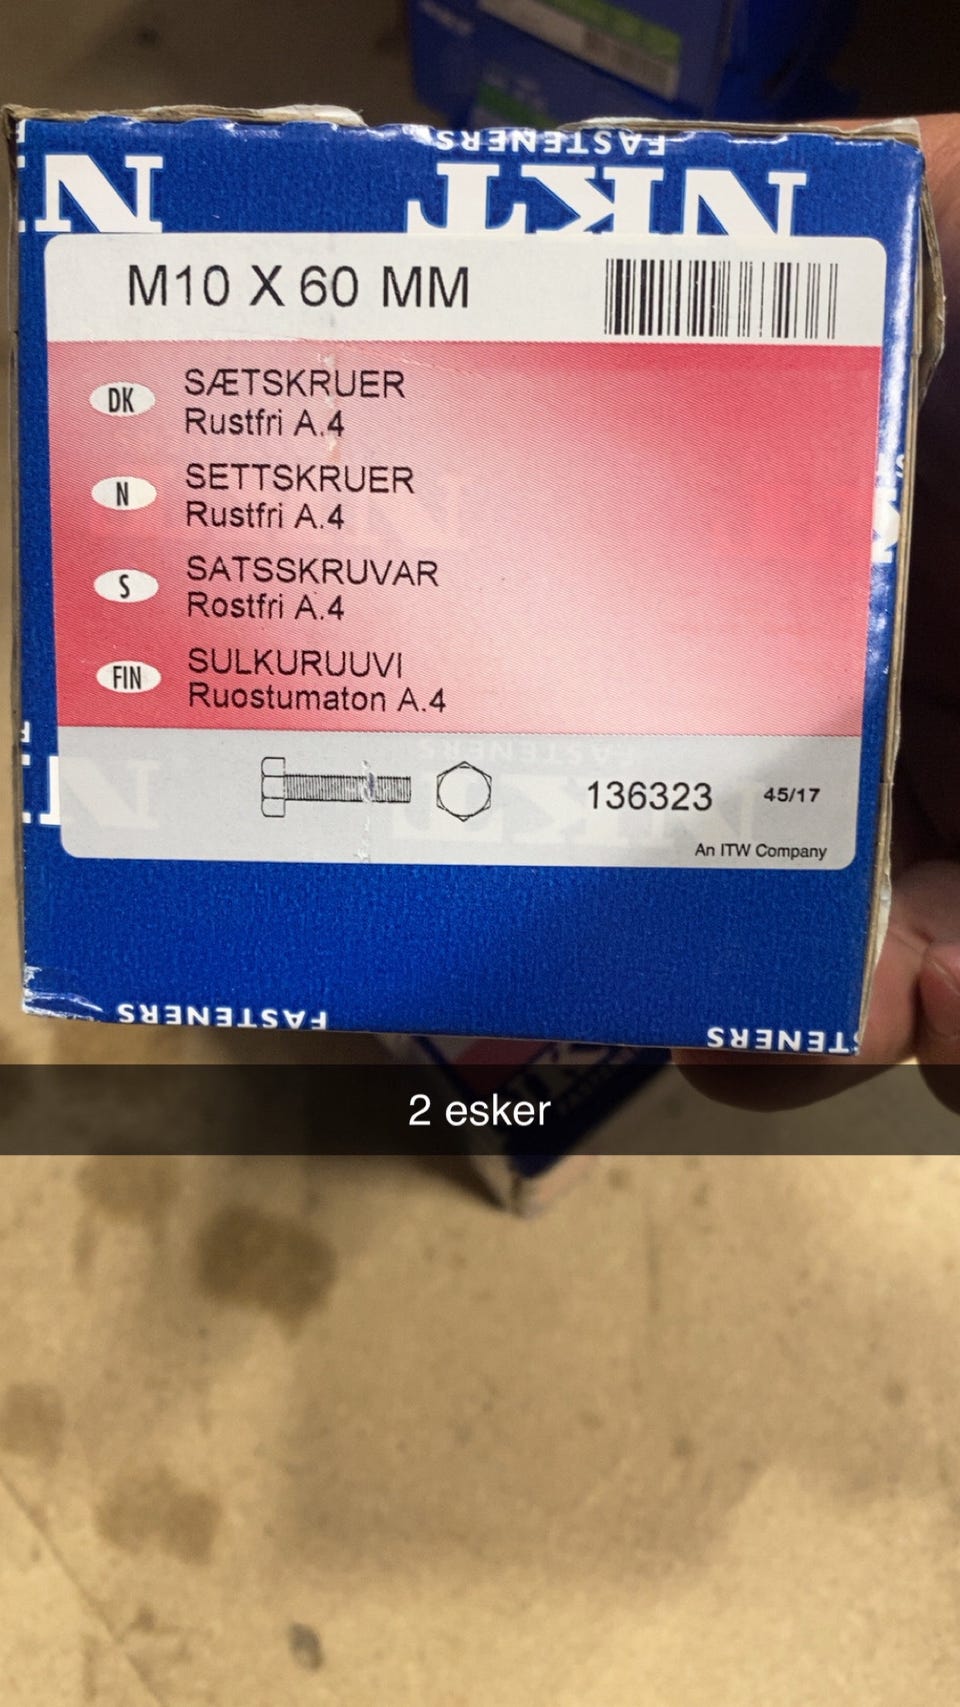 FASTENERS
N NKT
M10 X 60 MM
DK
SÆTSKRUER
Rustfri A.4
N
SETTSKRUER
Rustfri A.4
S
SATSSKRUVAR
Rostfri A.4
FIN
SULKURUUVI
Ruostumaton A.4
136323 45/17
An ITW Company
FASTENERS
STENERS
2 esker